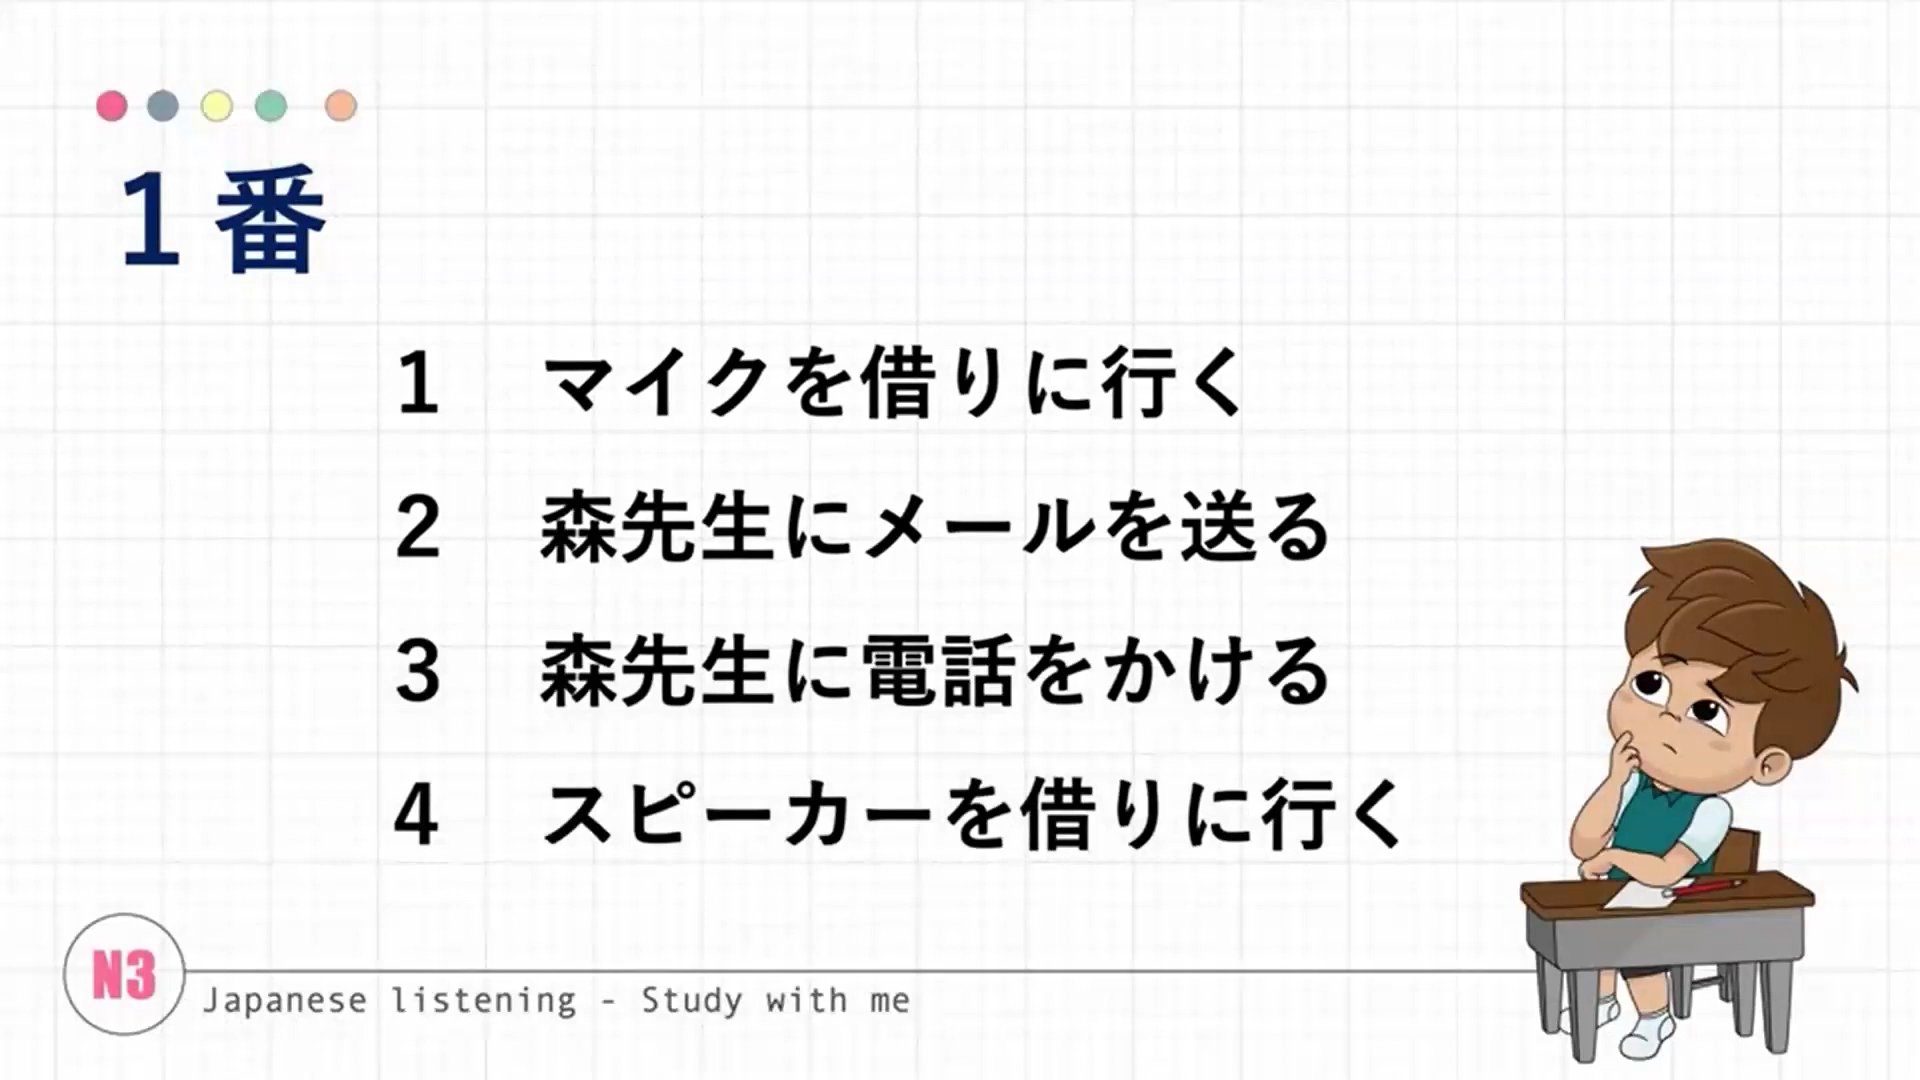 1番
1 マイクを借りに行く
2 森先生にメールを送る
3 森先生に電話をかける
4 スピーカーを借りに行く
N3
Japanese listening - Study with me